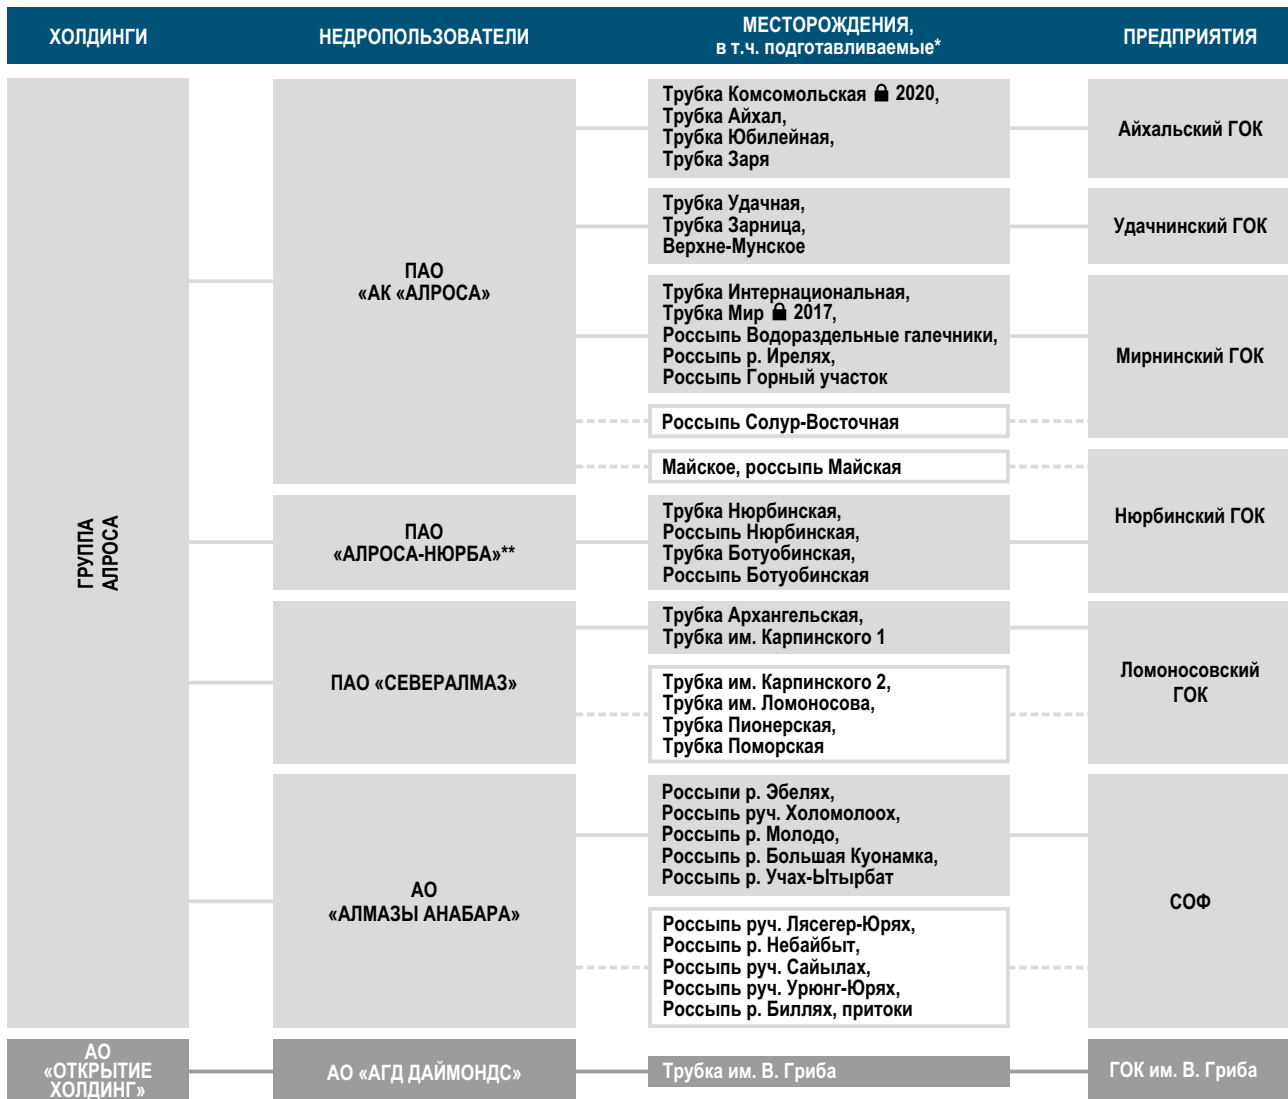 ХОЛДИНГИ
НЕДРОПОЛЬЗОВАТЕЛИ
МЕСТОРОЖДЕНИЯ,
в т.ч. подготавливаемые*
ПРЕДПРИЯТИЯ
ГРУППА
АЛРОСА
ПАО
«АК «АЛРОСА»
Трубка Комсомольская 2020,
Трубка Айхал,
Трубка Юбилейная,
Трубка Заря
Айхальский ГОК
Трубка Удачная,
Трубка Зарница,
Верхне-Мунское
Удачнинский ГОК
Трубка Интернациональная,
Трубка Мир 2017,
Россыпь Водораздельные галечники,
Россыпь р. Ирелях,
Россыпь Горный участок
Мирнинский ГОК
Россыпь Солур-Восточная
Майское, россыпь Майская
Нюрбинский ГОК
ПАО
«АЛРОСА-НЮРБА»**
Трубка Нюрбинская,
Россыпь Нюрбинская,
Трубка Ботуобинская,
Россыпь Ботуобинская
ПАО «СЕВЕРАЛМАЗ»
Трубка Архангельская,
Трубка им. Карпинского 1
Ломоносовский
ГОК
Трубка им. Карпинского 2,
Трубка им. Ломоносова,
Трубка Пионерская,
Трубка Поморская
АО
«АЛМАЗЫ АНАБАРА»
Россыпи р. Эбелях,
Россыпь руч. Холомолоох,
Россыпь р. Молодо,
Россыпь р. Большая Куонамка,
Россыпь р. Учах-Ытырбат
СОФ
Россыпь руч. Лясегер-Юрях,
Россыпь р. Небайбыт,
Россыпь руч. Сайылах,
Россыпь руч. Урюнг-Юрях,
Россыпь р. Биллях, притоки
АО
«ОТКРЫТИЕ
ХОЛДИНГ»
АО «АГД ДАЙМОНДС»
Трубка им. В. Гриба
ГОК им. В. Гриба